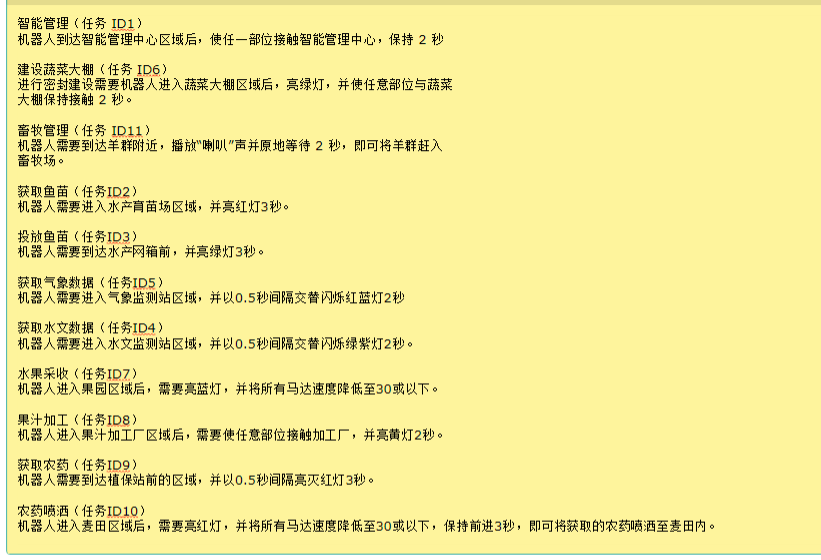 智能管理（任务 ID1）
机器人到达智能管理中心区域后，使任一部位接触智能管理中心，保持 2 秒
建设蔬菜大棚（任务 ID6）
进行密封建设需要机器人进入蔬菜大棚区域后，亮绿灯，并使任意部位与蔬菜
大棚保持接触 2 秒。
畜牧管理（任务 ID11）
机器人需要到达羊群附近，播放“喇叭”声并原地等待 2 秒，即可将羊群赶入
畜牧场。
获取鱼苗（任务ID2）
机器人需要进入水产育苗场区域，并亮红灯3秒。
投放鱼苗（任务ID3）
机器人需要到达水产网箱前，并亮绿灯3秒。
获取气象数据（任务ID5）
机器人需要进入气象监测站区域，并以0.5秒间隔交替闪烁红蓝灯2秒
获取水文数据（任务ID4）
机器人需要进入水文监测站区域，并以0.5秒间隔交替闪烁绿紫灯2秒。
水果采收（任务ID7）
机器人进入果园区域后，需要亮蓝灯，并将所有马达速度降低至30或以下。
果汁加工（任务ID8）
机器人进入果汁加工厂区域后，需要使任意部位接触加工厂，并亮黄灯2秒。
获取农药（任务ID9）
机器人需要到达植保站前的区域，并以0.5秒间隔亮灭红灯3秒。
农药喷洒（任务ID10）
机器人进入麦田区域后，需要亮红灯，并将所有马达速度降低至30或以下，保持前进3秒，即可将获取的农药喷洒至麦田内。